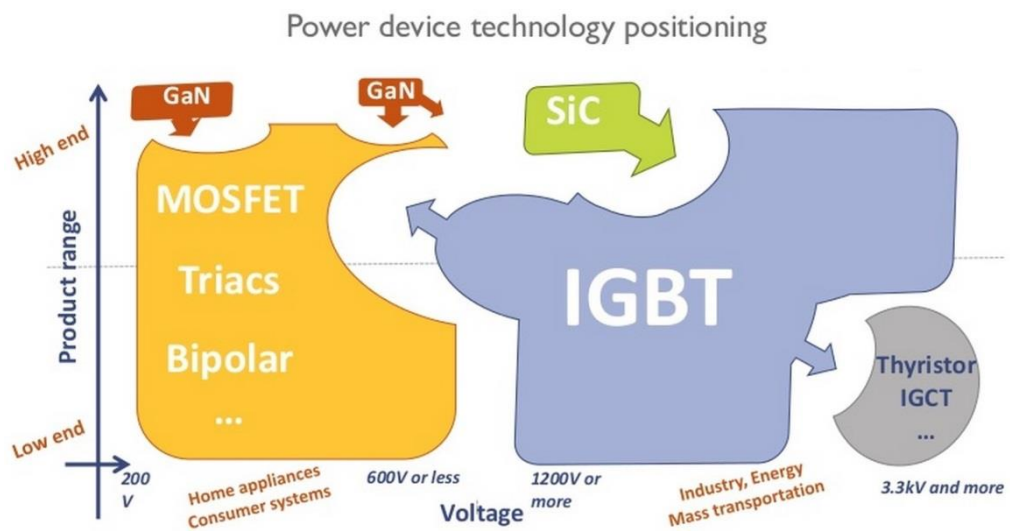 Power device technology positioning
GaN
GaN
SiC
High end
MOSFET
Triacs
Bipolar
...
IGBT
Thyristor
IGCT
...
Product range
Low end
200
V
Home appliances
Consumer systems
600V or less
Voltage
1200V or
more
Industry, Energy
Mass transportation
3.3kV and more